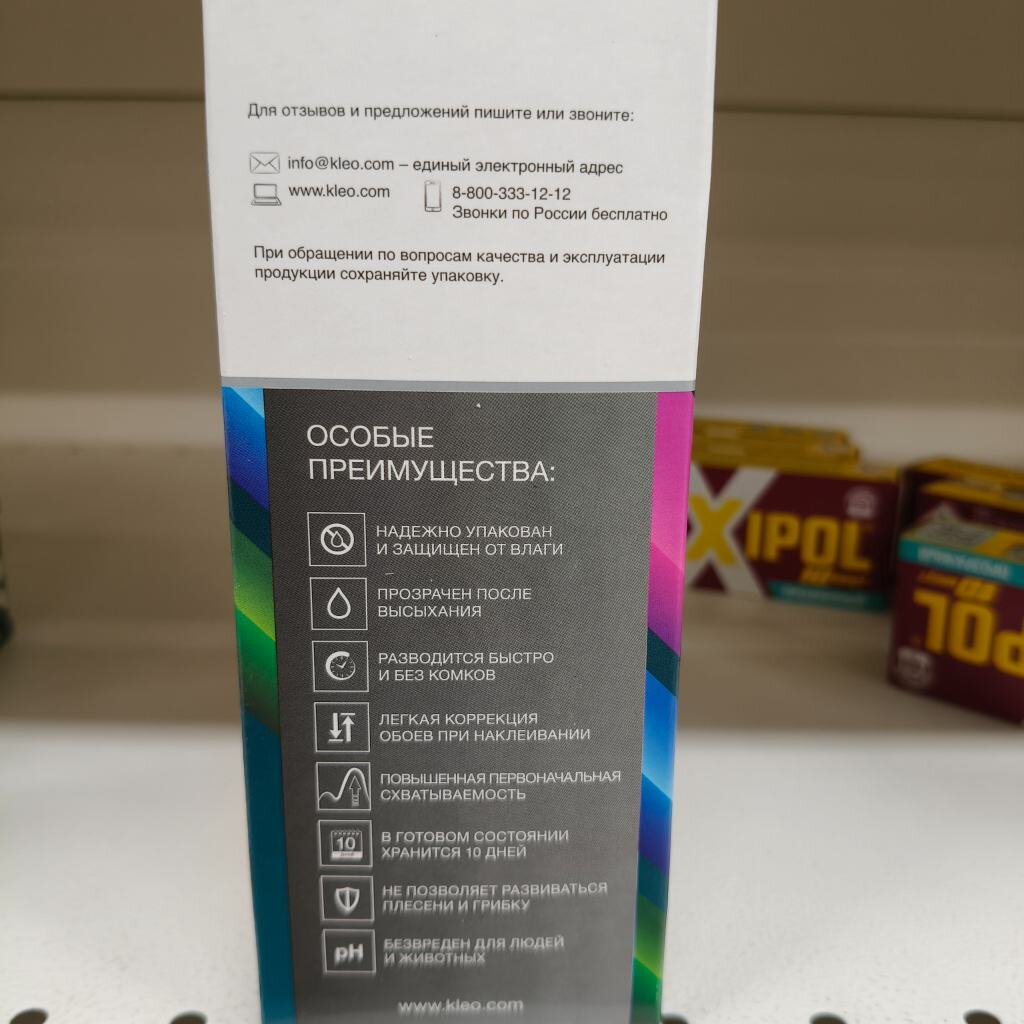 Для отзывов и предложений пишите или звоните:
info@kleo.com – единый электронный адрес
www.kleo.com
8-800-333-12-12
Звонки по России бесплатно
При обращении по вопросам качества и эксплуатации
продукции сохраняйте упаковку.
ОСОБЫЕ
ПРЕИМУЩЕСТВА:
НАДЕЖНО УПАКОВАН
И ЗАЩИЩЕН ОТ ВЛАГИ
ПРОЗРАЧЕН ПОСЛЕ
ВЫСЫХАНИЯ
РАЗВОДИТСЯ БЫСТРО
И БЕЗ КОМКОВ
ЛЕГКАЯ КОРРЕКЦИЯ
ОБОЕВ ПРИ НАКЛЕИВАНИИ
ПОВЫШЕННАЯ ПЕРВОНАЧАЛЬНАЯ
СХВАТЫВАЕМОСТЬ
10
ДНЕЙ
В ГОТОВОМ СОСТОЯНИИ
ХРАНИТСЯ 10 ДНЕЙ
НЕ ПОЗВОЛЯЕТ РАЗВИВАТЬСЯ
ПЛЕСЕНИ И ГРИБКУ
pH
БЕЗВРЕДЕН ДЛЯ ЛЮДЕЙ
И ЖИВОТНЫХ
www.kleo.com
XIPOL
POL